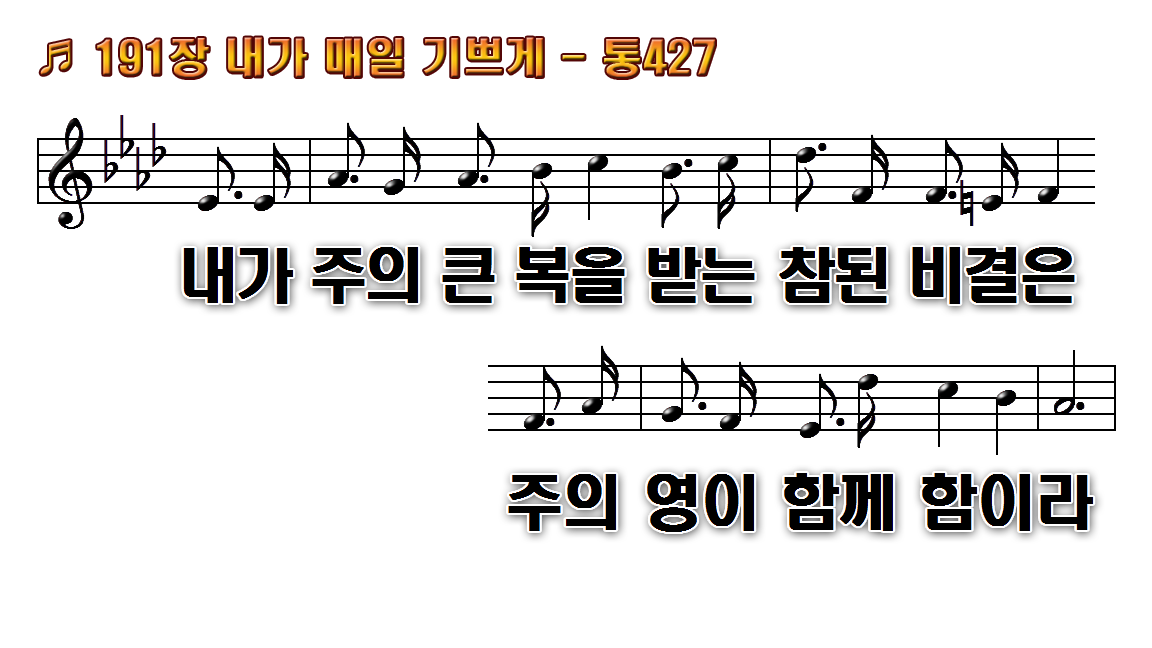 ♬ 191장 내가 매일 기쁘게 - 통427
내가 주의 큰 복을 받는 참된 비결은
주의 영이 함께 함이라